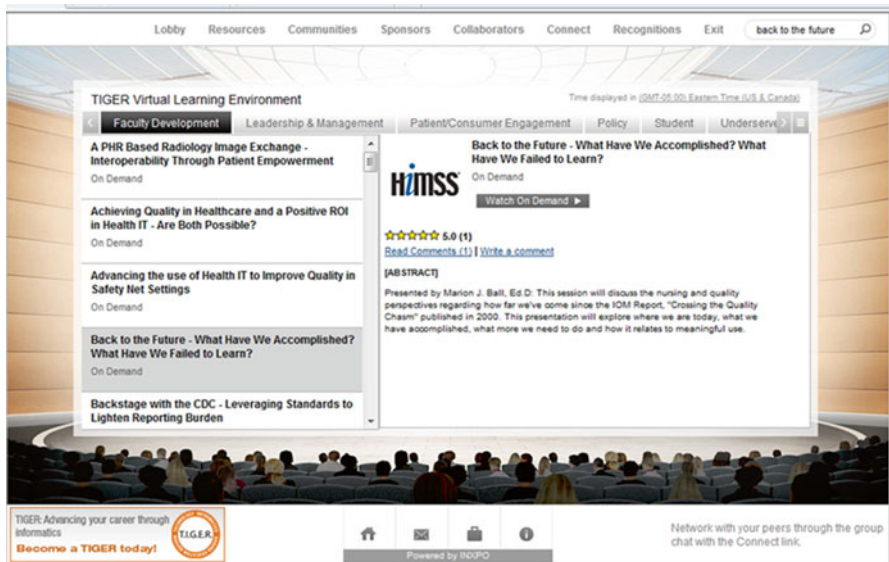 Lobby Resources Communities Sponsors Collaborators Connect Recognitions Exit back to the future
TIGER Virtual Learning Environment
Time displayed in (GMT-05:00) Eastern Time (US & Canada)
Faculty Development Leadership & Management Patient/Consumer Engagement Policy Student Underserve
A PHR Based Radiology Image Exchange -
Interoperability Through Patient Empowerment
On Demand
Achieving Quality in Healthcare and a Positive ROI
in Health IT - Are Both Possible?
On Demand
Advancing the use of Health IT to Improve Quality in
Safety Net Settings
On Demand
Back to the Future - What Have We Accomplished?
What Have We Failed to Learn?
On Demand
Backstage with the CDC - Leveraging Standards to
Lighten Reporting Burden
HIMSS
Back to the Future - What Have We Accomplished? What
Have We Failed to Learn?
On Demand
Watch On Demand
5.0 (1)
Read Comments (1) | Write a comment
[ABSTRACT]
Presented by Marion J. Ball, Ed.D: This session will discuss the nursing and quality
perspectives regarding how far we've come since the IOM Report, "Crossing the Quality
Chasm" published in 2000. This presentation will explore where we are today, what we
have accomplished, what more we need to do and how it relates to meaningful use.
TIGER: Advancing your career through
informatics
Become a TIGER today!
T.I.G.E.R.
Powered by INXPO
Network with your peers through the group
chat with the Connect link.